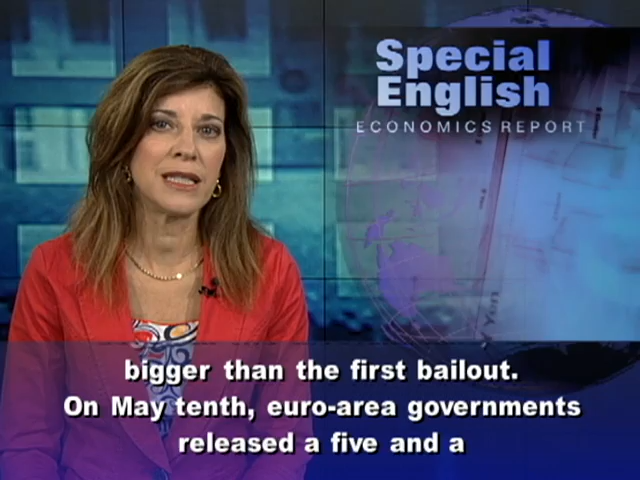 Special
English
ECONOMICS REPORT
bigger than the first bailout.
On May tenth, euro-area governments
released a five and a